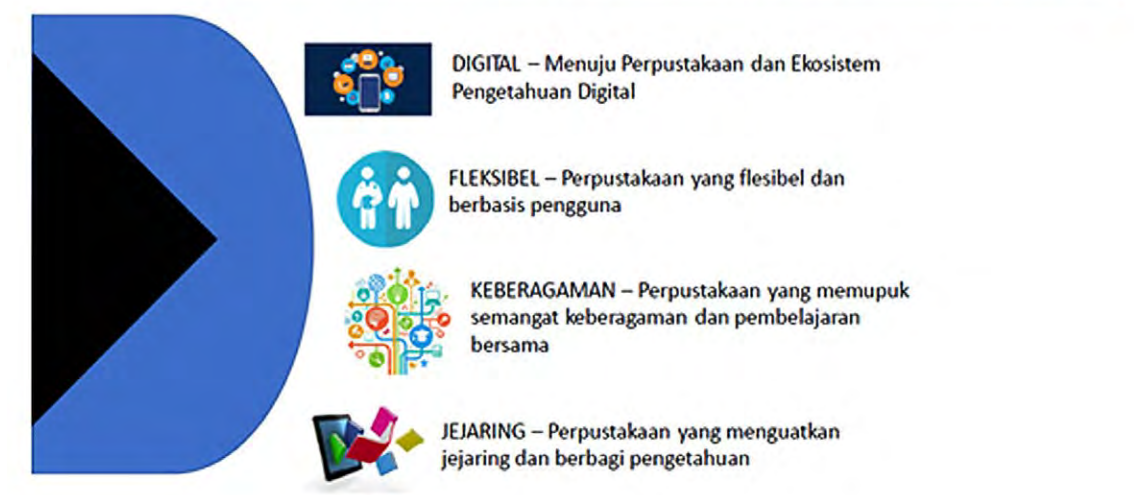 DIGITAL – Menuju Perpustakaan dan Ekosistem
Pengetahuan Digital
FLEKSIBEL – Perpustakaan yang flesibel dan
berbasis pengguna
KEBERAGAMAN – Perpustakaan yang memupuk
semangat keberagaman dan pembelajaran
bersama
JEJARING – Perpustakaan yang menguatkan
jejaring dan berbagi pengetahuan